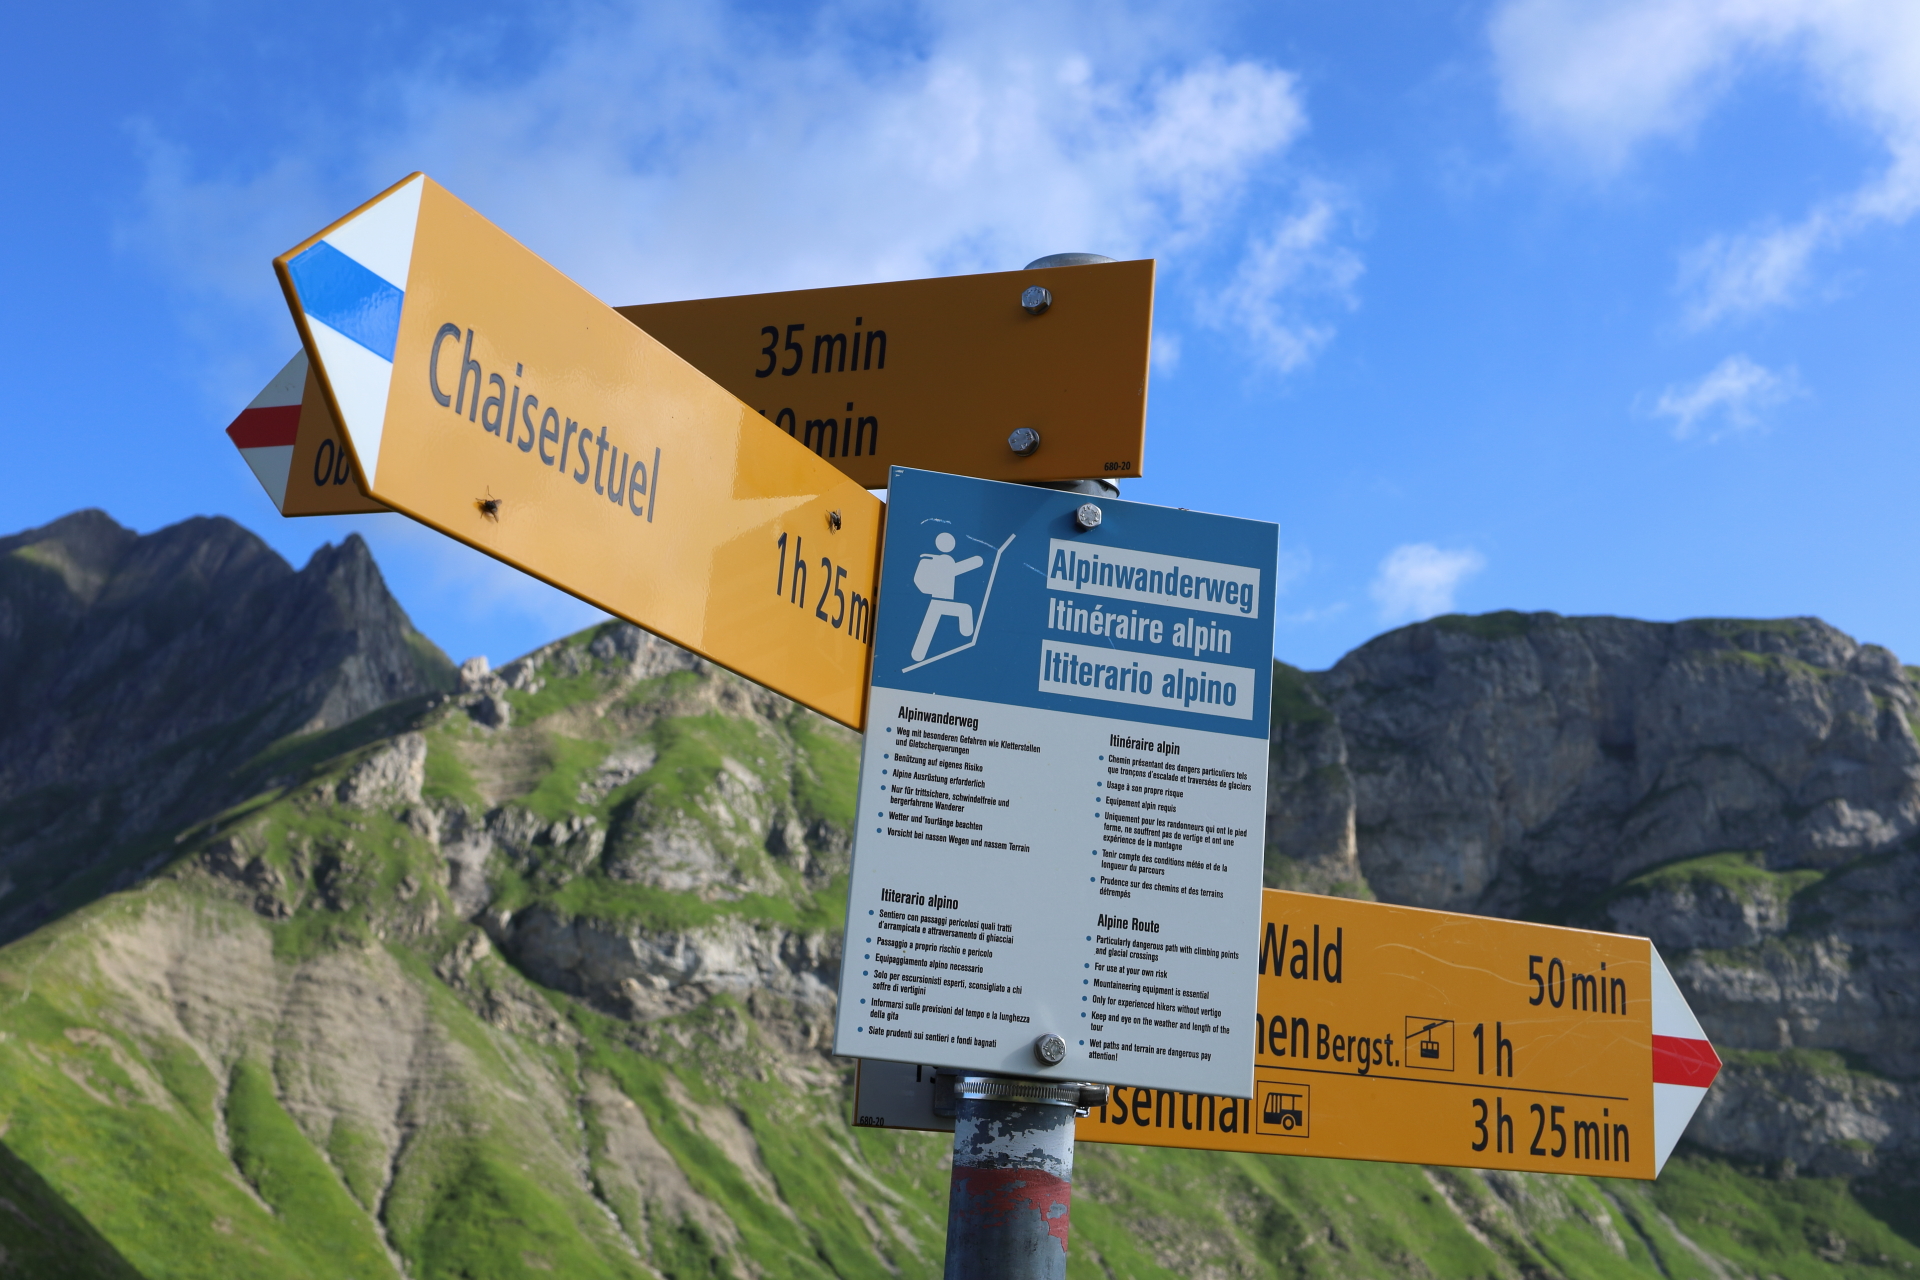 Chaiserstuel
1h 25
35min
min
680-20
Alpinwanderweg
Itinéraire alpin
Ititerario alpino
Alpinwanderweg
Weg mit besonderen Gefahren wie Kletterstellen
und Gletscherquerungen
Benützung auf eigenes Risiko
Alpine Ausrüstung erforderlich
Nur für trittsichere, schwindelfreie und
bergerfahrene Wanderer
Wetter und Tourlänge beachten
Vorsicht bei nassen Wegen und nassem Terrain
Itinéraire alpin
Chemin présentant des dangers particuliers tels
que tronçons d'escalade et traversées de glaciers
Usage à son propre risque
Equipement alpin requis
Uniquement pour les randonneurs qui ont le pied
ferme, ne souffrent pas de vertige et ont une
expérience de la montagne
Tenir compte des conditions météo et de la
longueur du parcours
Prudence sur des chemins et des terrains
détrempés
Ititerario alpino
Sentiero con passaggi pericolosi quali tratti
d'arrampicata e attraversamento di ghiacciai
Passaggio a proprio rischio e pericolo
Equipaggiamento alpino necessario
Solo per escursionisti esperti, sconsigliato a chi
soffre di vertigini
Informarsi sulle previsioni del tempo e la lunghezza
della gita
Siate prudenti sui sentieri e fondi bagnati
Alpine Route
Particularly dangerous path with climbing points
and glacial crossings
For use at your own risk
Mountaineering equipment is essential
Only for experienced hikers without vertigo
Keep and eye on the weather and length of the
tour
Wet paths and terrain are dangerous pay
attention!
Wald 50min
Bergst. 1h
isenthal 3h 25min
680-20